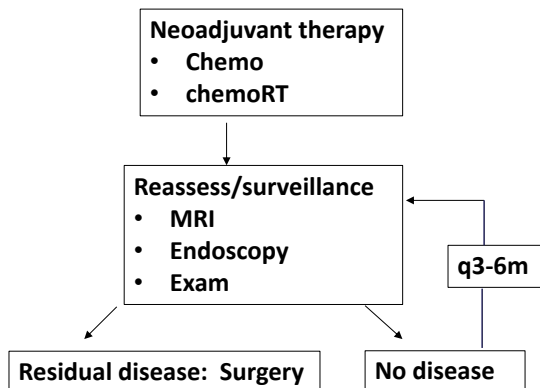 Neoadjuvant therapy
• Chemo
• chemoRT
Reassess/surveillance
• MRI
• Endoscopy
• Exam
q3-6m
Residual disease: Surgery
No disease